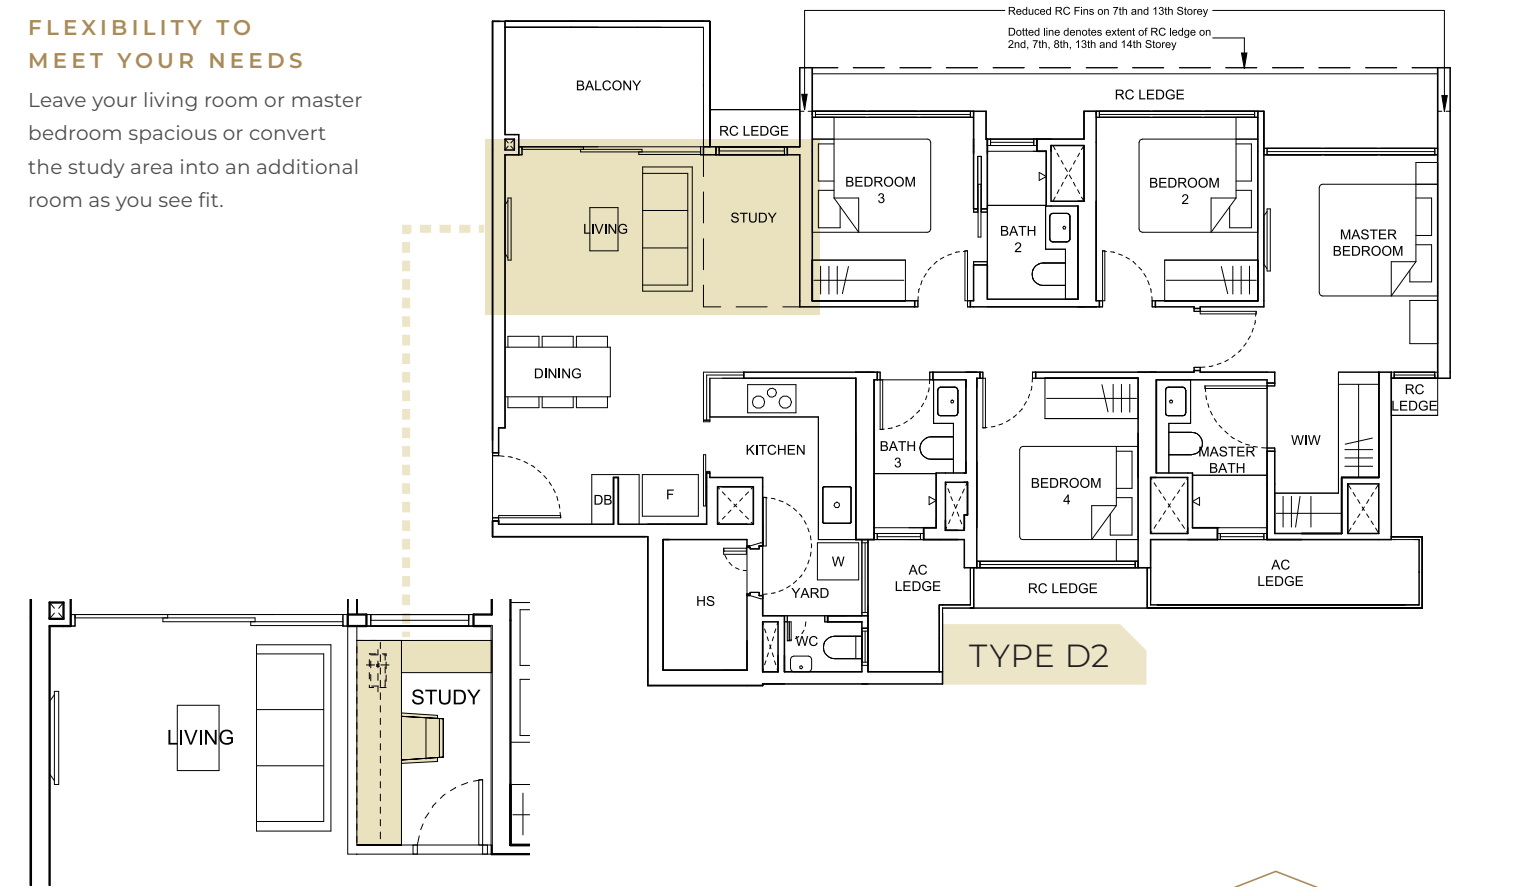 FLEXIBILITY TO
MEET YOUR NEEDS
Leave your living room or master
bedroom spacious or convert
the study area into an additional
room as you see fit.
Reduced RC Fins on 7th and 13th Storey
Dotted line denotes extent of RC ledge on
2nd, 7th, 8th, 13th and 14th Storey
BALCONY
RC LEDGE
RC LEDGE
LIVING
STUDY
BEDROOM
3
BATH
2
BEDROOM
2
MASTER
BEDROOM
DINING
KITCHEN
BATH
3
BEDROOM
4
MASTER
BATH
WIW
RC
LEDGE
DB
F
W
HS
YARD
WC
AC
LEDGE
RC LEDGE
AC
LEDGE
TYPE D2
LIVING
STUDY